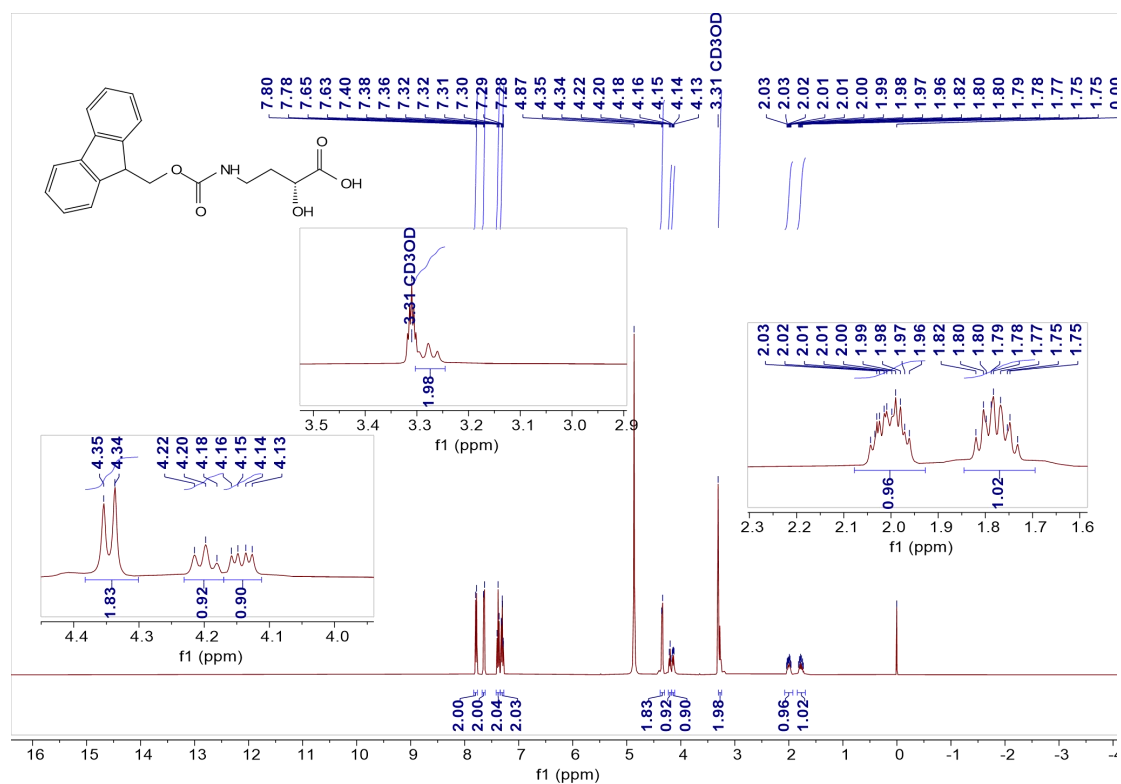 7.80 7.78 7.65 7.63 7.40 7.38 7.36 7.32 7.32 7.31 7.30 7.29 7.28 4.87 4.35 4.34 4.22 4.20 4.18 4.16 4.15 4.14 4.13 3.31 CD3OD 2.03 2.03 2.02 2.01 2.01 2.00 1.99 1.98 1.97 1.96 1.82 1.80 1.80 1.79 1.78 1.77 1.75 1.75 0.00
O
O NH OH
O OH
3.31 CD3OD
1.98
3.5 3.4 3.3 3.2 3.1 3.0 2.9
f1 (ppm)
2.03 2.02 2.01 2.01 2.00 1.99 1.98 1.97 1.96 1.82 1.80 1.80 1.79 1.78 1.77 1.75 1.75
0.96 1.02
2.3 2.2 2.1 2.0 1.9 1.8 1.7 1.6
f1 (ppm)
4.35 4.34 4.22 4.20 4.18 4.16 4.15 4.14 4.13
1.83 0.92 0.90
4.4 4.3 4.2 4.1 4.0
f1 (ppm)
2.00 2.00 2.04 2.03 1.83 0.92 0.90 1.98 0.96 1.02
16 15 14 13 12 11 10 9 8 7 6 5 4 3 2 1 0 -1 -2 -3 -4
f1 (ppm)